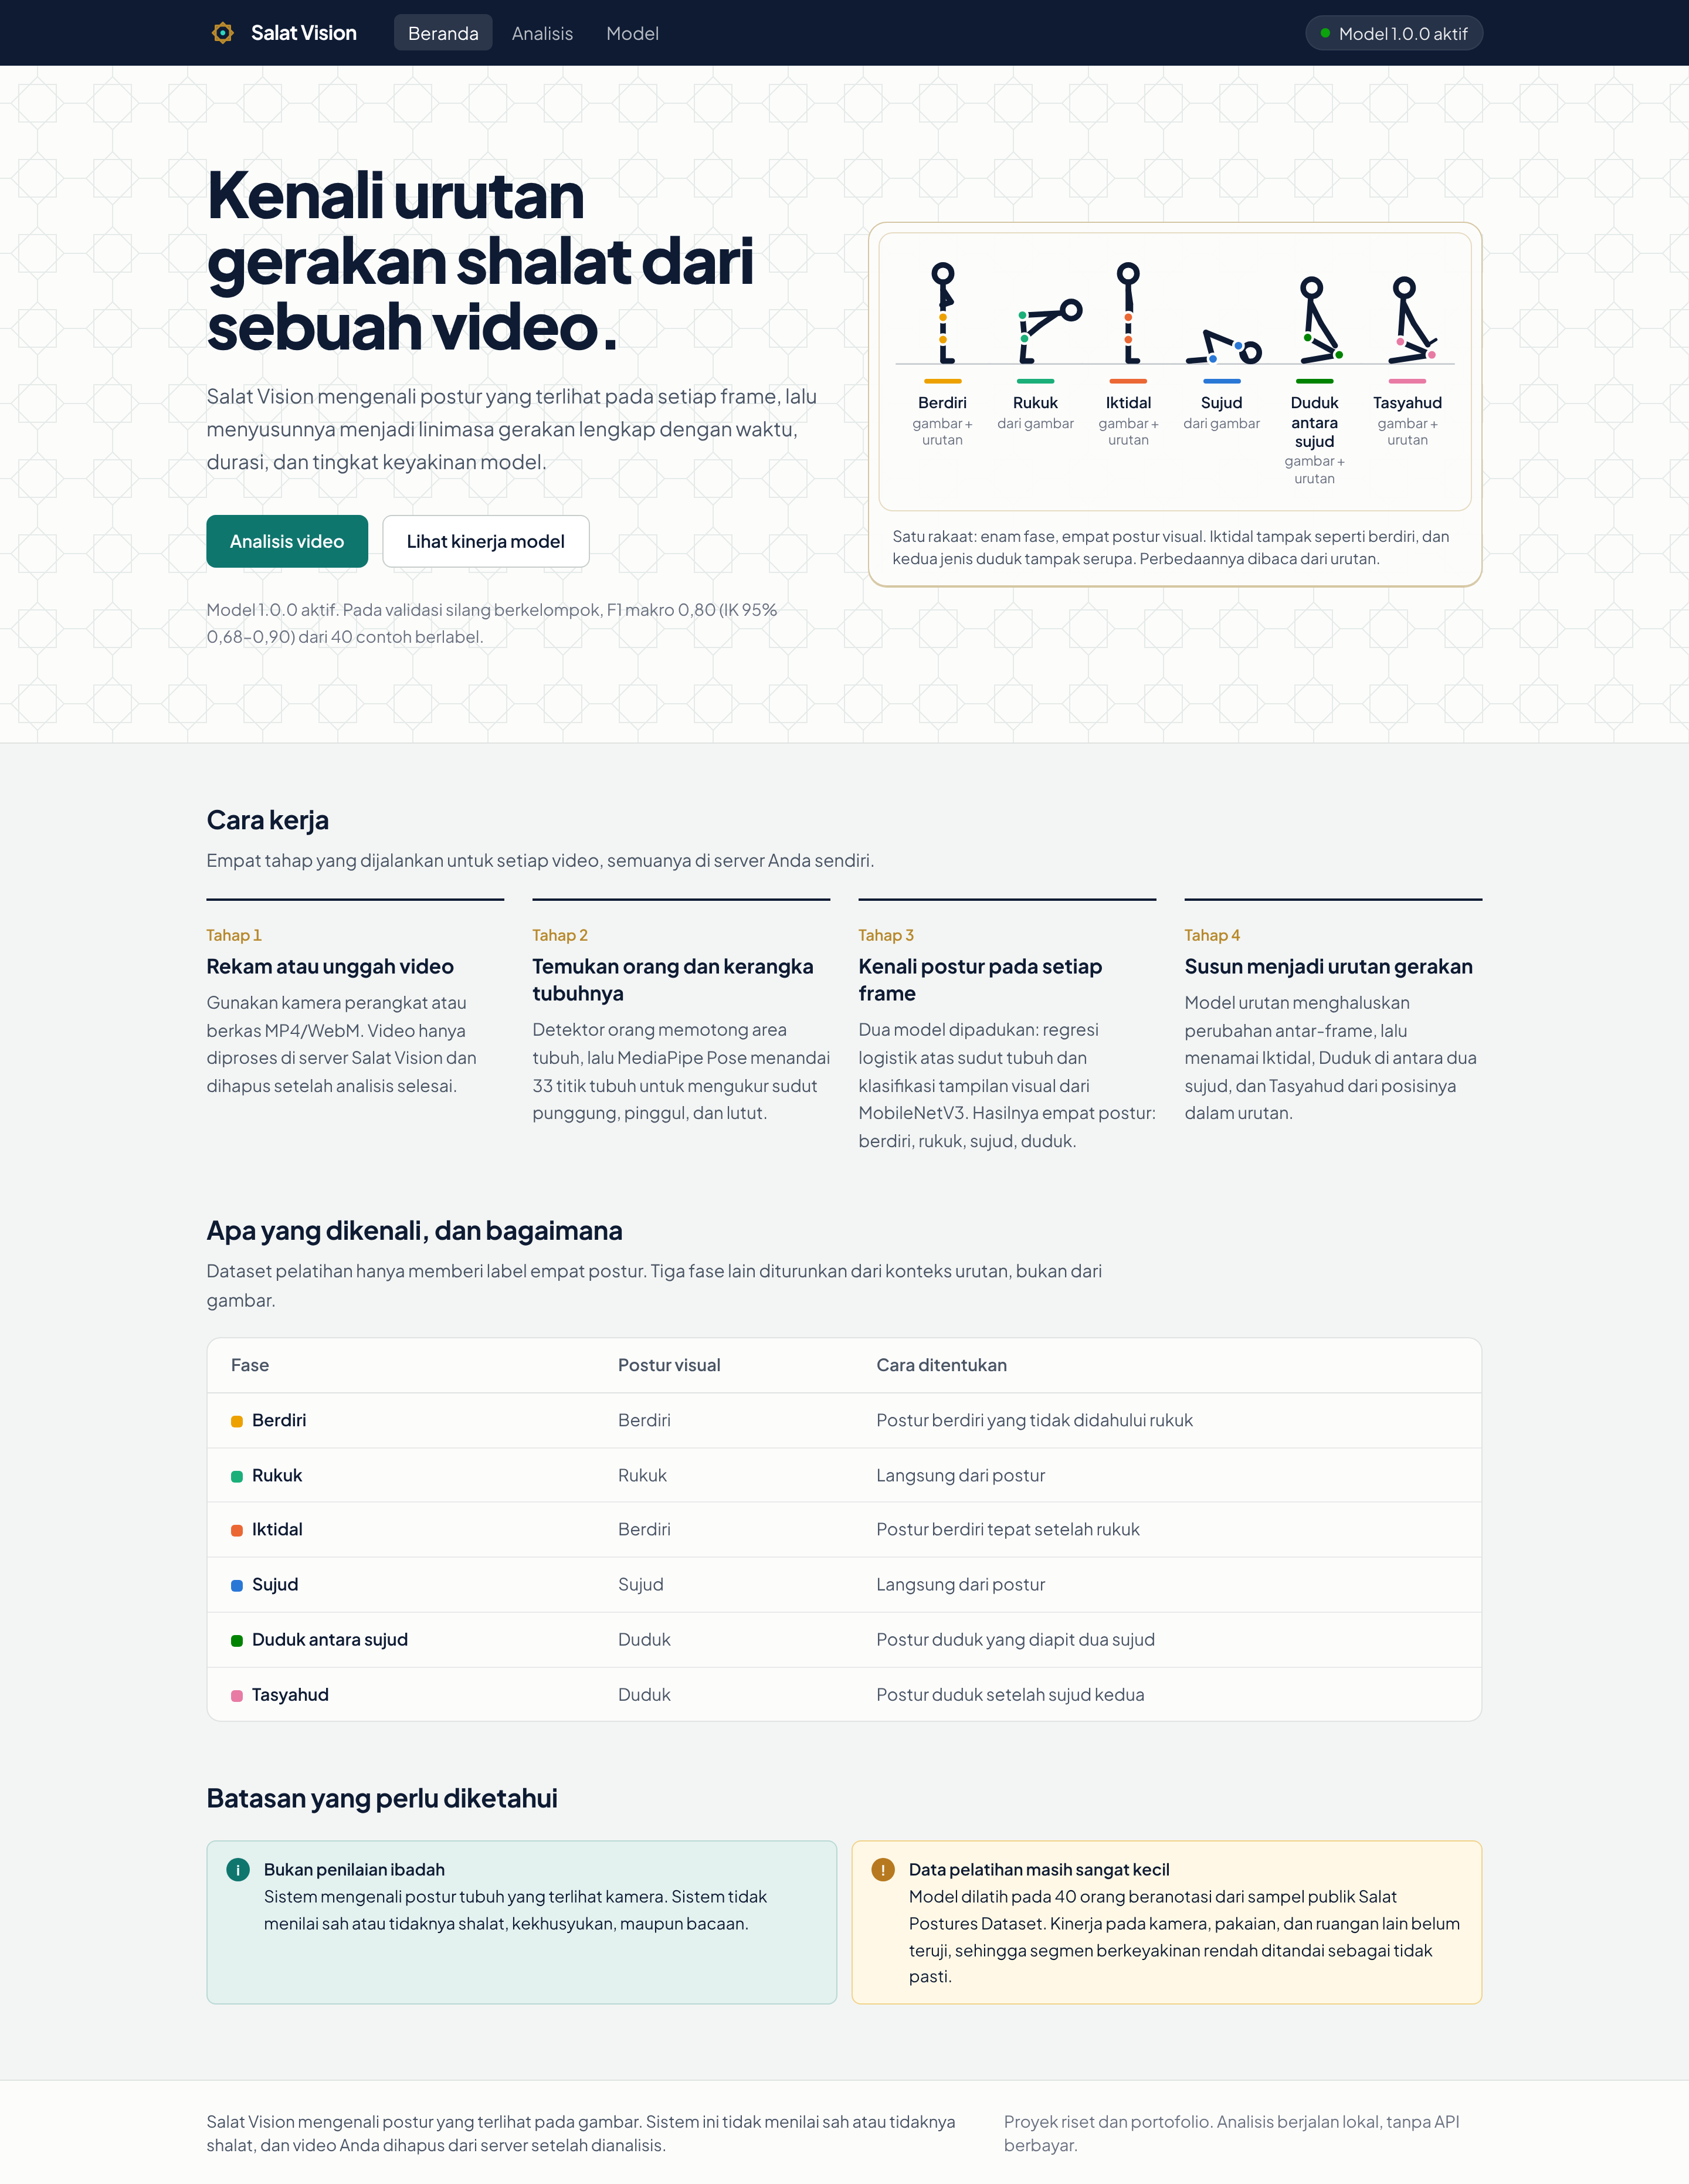 Salat Vision
Beranda
Analisis
Model
Model 1.0.0 aktif
Kenali urutan
gerakan shalat dari
sebuah video.
Salat Vision mengenali postur yang terlihat pada setiap frame, lalu
menyusunnya menjadi linimasa gerakan lengkap dengan waktu,
durasi, dan tingkat keyakinan model.
Analisis video
Lihat kinerja model
Model 1.0.0 aktif. Pada validasi silang berkelompok, F1 makro 0,80 (IK 95%
0,68–0,90) dari 40 contoh berlabel.
Berdiri
gambar +
urutan
Rukuk
dari gambar
Iktidal
gambar +
urutan
Sujud
dari gambar
Duduk
antara
sujud
gambar +
urutan
Tasyahud
gambar +
urutan
Satu rakaat: enam fase, empat postur visual. Iktidal tampak seperti berdiri, dan
kedua jenis duduk tampak serupa. Perbedaannya dibaca dari urutan.
Cara kerja
Empat tahap yang dijalankan untuk setiap video, semuanya di server Anda sendiri.
Tahap 1
Rekam atau unggah video
Gunakan kamera perangkat atau
berkas MP4/WebM. Video hanya
diproses di server Salat Vision dan
dihapus setelah analisis selesai.
Tahap 2
Temukan orang dan kerangka
tubuhnya
Detektor orang memotong area
tubuh, lalu MediaPipe Pose menandai
33 titik tubuh untuk mengukur sudut
punggung, pinggul, dan lutut.
Tahap 3
Kenali postur pada setiap
frame
Dua model dipadukan: regresi
logistik atas sudut tubuh dan
klasifikasi tampilan visual dari
MobileNetV3. Hasilnya empat postur:
berdiri, rukuk, sujud, duduk.
Tahap 4
Susun menjadi urutan gerakan
Model urutan menghaluskan
perubahan antar-frame, lalu
menamai Iktidal, Duduk di antara dua
sujud, dan Tasyahud dari posisinya
dalam urutan.
Apa yang dikenali, dan bagaimana
Dataset pelatihan hanya memberi label empat postur. Tiga fase lain diturunkan dari konteks urutan, bukan dari
gambar.
Fase Postur visual Cara ditentukan
Berdiri Berdiri Postur berdiri yang tidak didahului rukuk
Rukuk Rukuk Langsung dari postur
Iktidal Berdiri Postur berdiri tepat setelah rukuk
Sujud Sujud Langsung dari postur
Duduk antara sujud Duduk Postur duduk yang diapit dua sujud
Tasyahud Duduk Postur duduk setelah sujud kedua
Batasan yang perlu diketahui
i
Bukan penilaian ibadah
Sistem mengenali postur tubuh yang terlihat kamera. Sistem tidak
menilai sah atau tidaknya shalat, kekhusyukan, maupun bacaan.
!
Data pelatihan masih sangat kecil
Model dilatih pada 40 orang beranotasi dari sampel publik Salat
Postures Dataset. Kinerja pada kamera, pakaian, dan ruangan lain belum
teruji, sehingga segmen berkeyakinan rendah ditandai sebagai tidak
pasti.
Salat Vision mengenali postur yang terlihat pada gambar. Sistem ini tidak menilai sah atau tidaknya
shalat, dan video Anda dihapus dari server setelah dianalisis.
Proyek riset dan portofolio. Analisis berjalan lokal, tanpa API
berbayar.